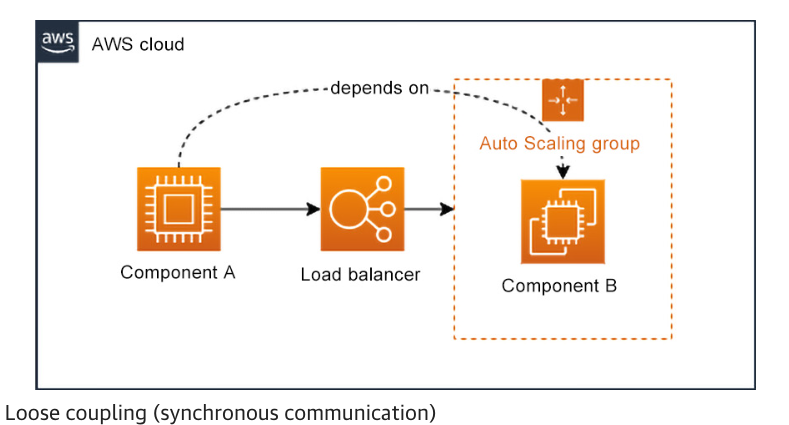 aws
AWS cloud
depends on
Auto Scaling group
Component A
Load balancer
Component B
Loose coupling (synchronous communication)